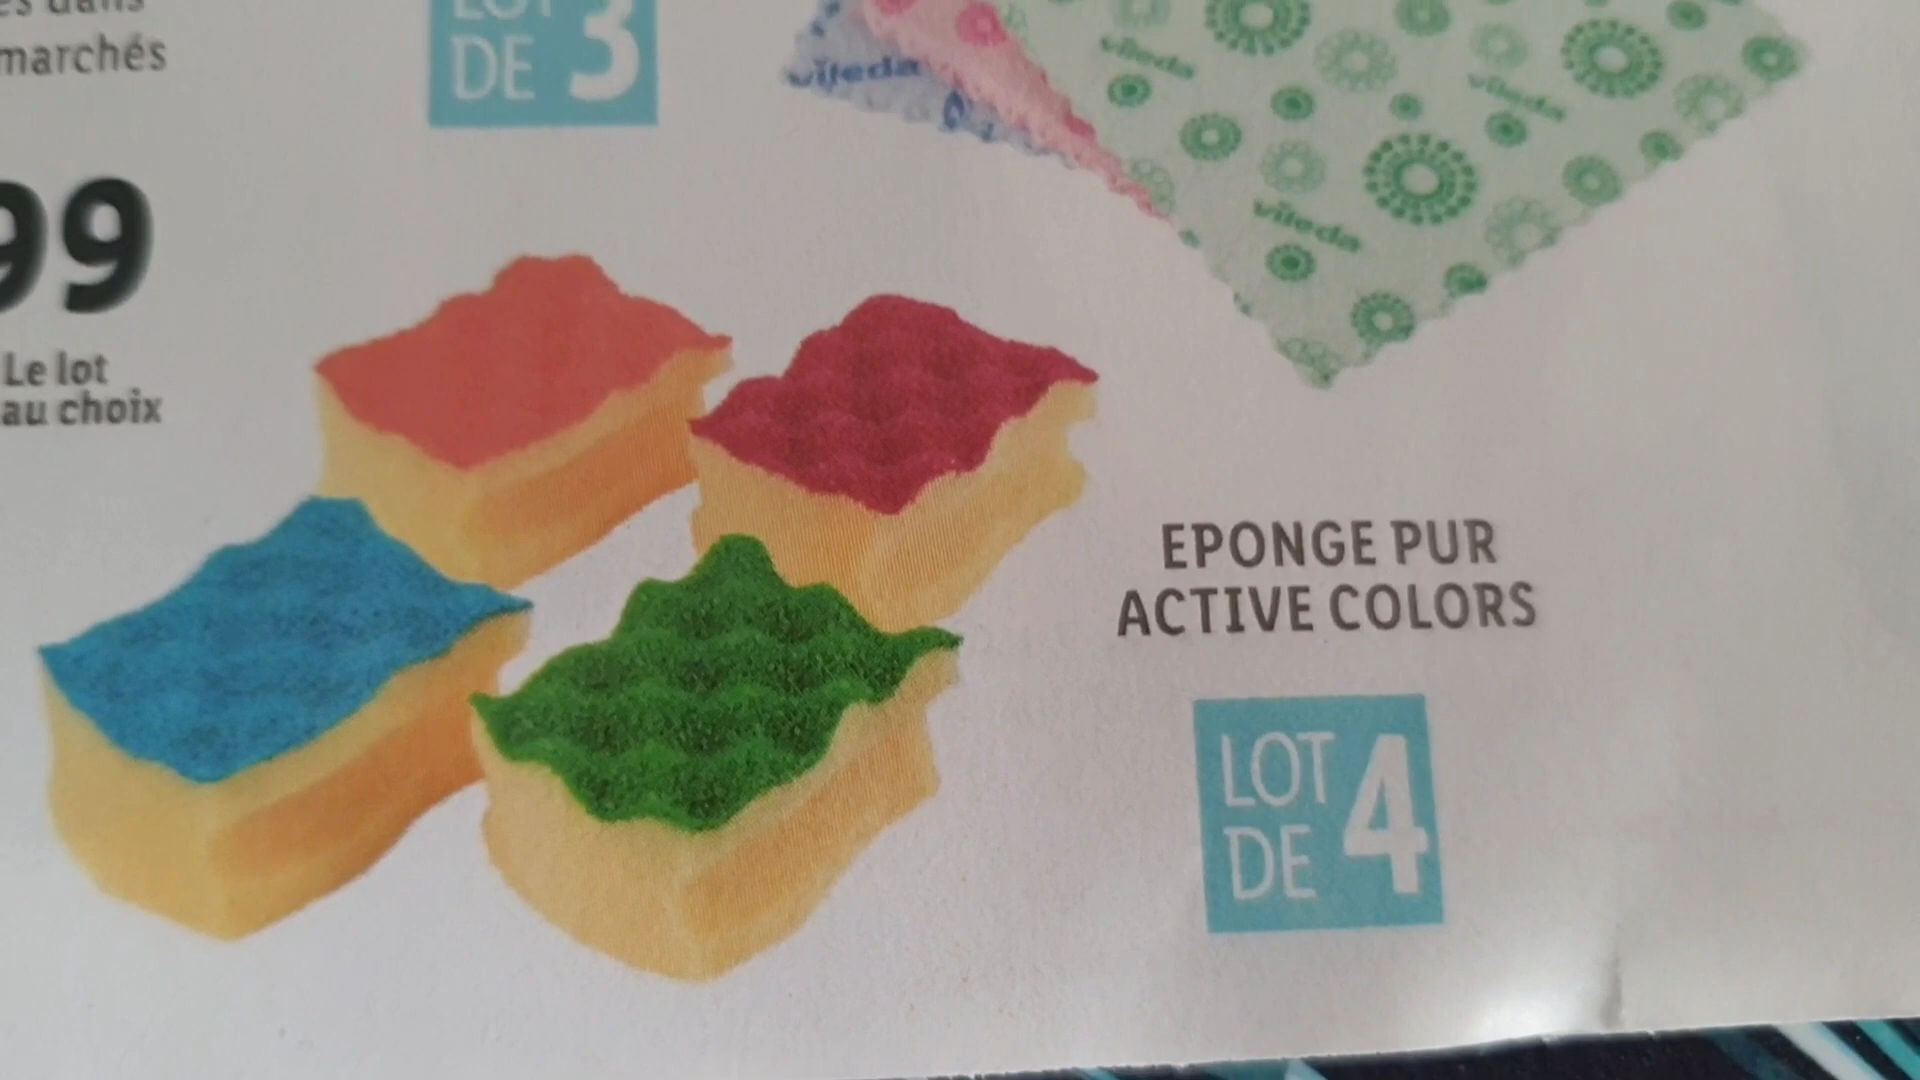 marchés
LOT
DE 3
vileda
vileda
vileda
vileda
99
Le lot
au choix
EPONGE PUR
ACTIVE COLORS
LOT
DE 4